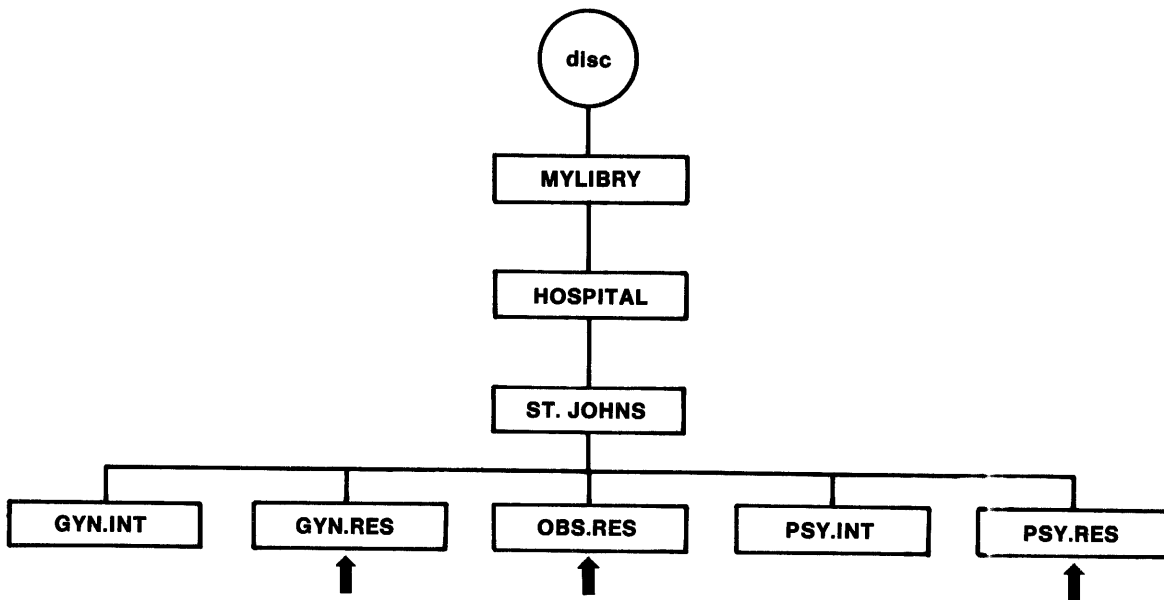 disc
MYLIBRY
HOSPITAL
ST. JOHNS
GYN.INT
GYN.RES
OBS.RES
PSY.INT
PSY.RES